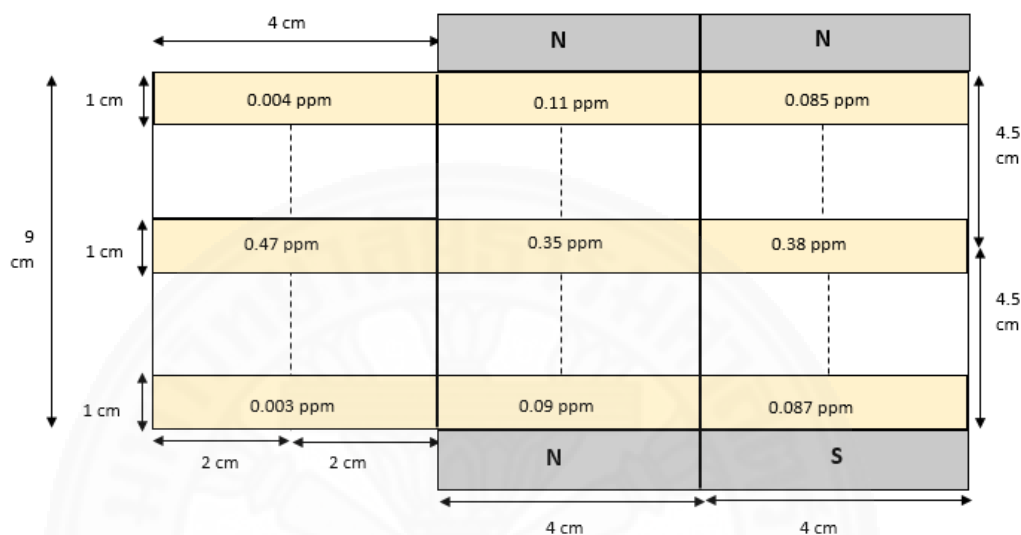 4 cm
N
N
1 cm
0.004 ppm
0.11 ppm
0.085 ppm
4.5
cm
9
cm
1 cm
0.47 ppm
0.35 ppm
0.38 ppm
4.5
cm
1 cm
0.003 ppm
0.09 ppm
0.087 ppm
2 cm
2 cm
N
S
4 cm
4 cm